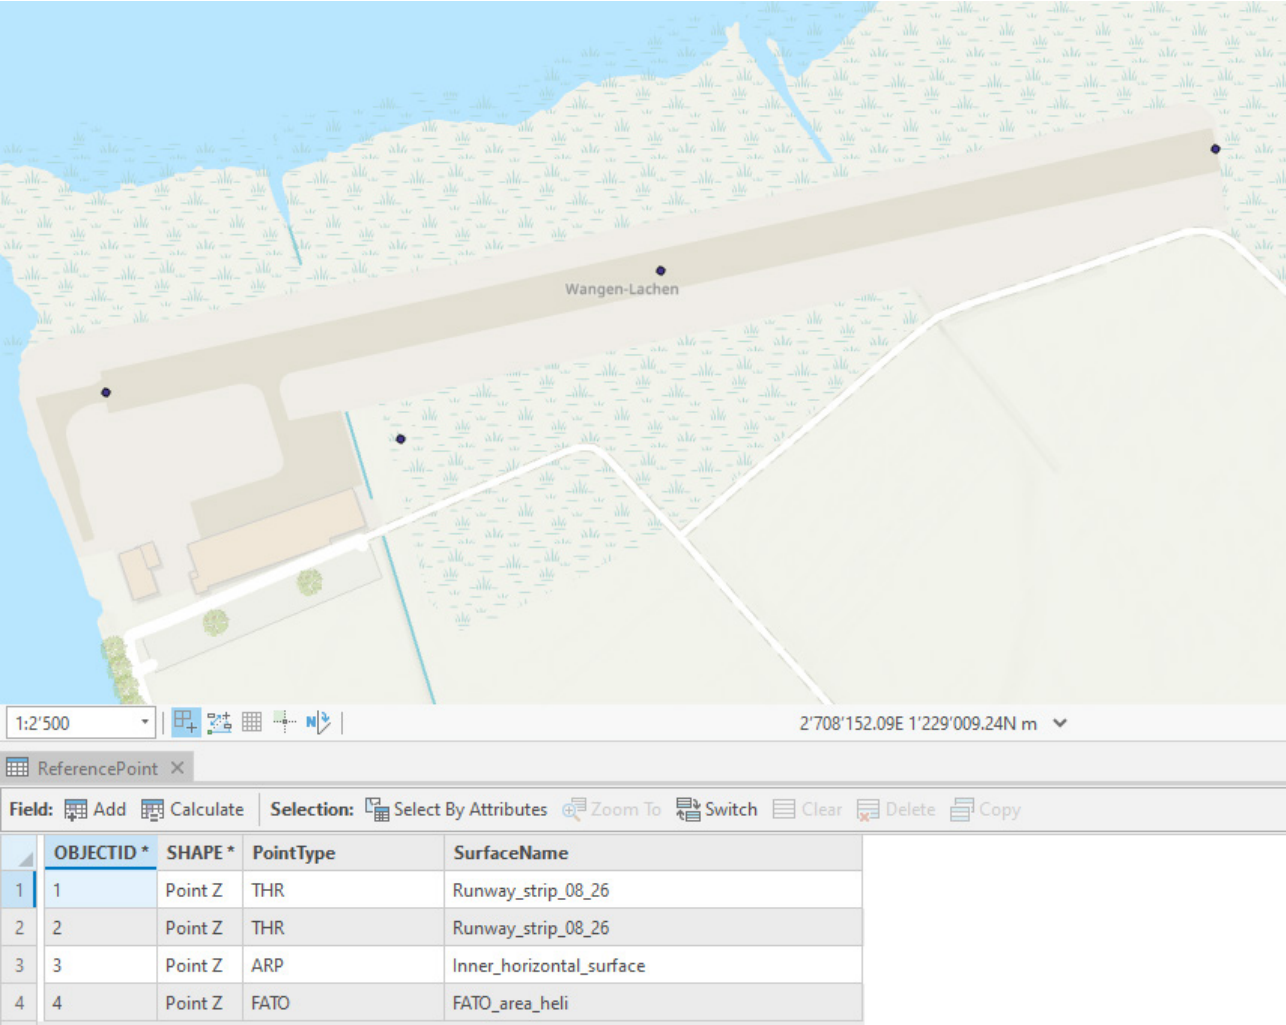 Wangen-Lachen
1:2'500 2'708'152.09E 1'229'009.24N m
ReferencePoint
Field: Add Calculate Selection: Select By Attributes Zoom To Switch Clear Delete Copy
OBJECTID * SHAPE * PointType SurfaceName
1 1 Point Z THR Runway_strip_08_26
2 2 Point Z THR Runway_strip_08_26
3 3 Point Z ARP Inner_horizontal_surface
4 4 Point Z FATO FATO_area_heli